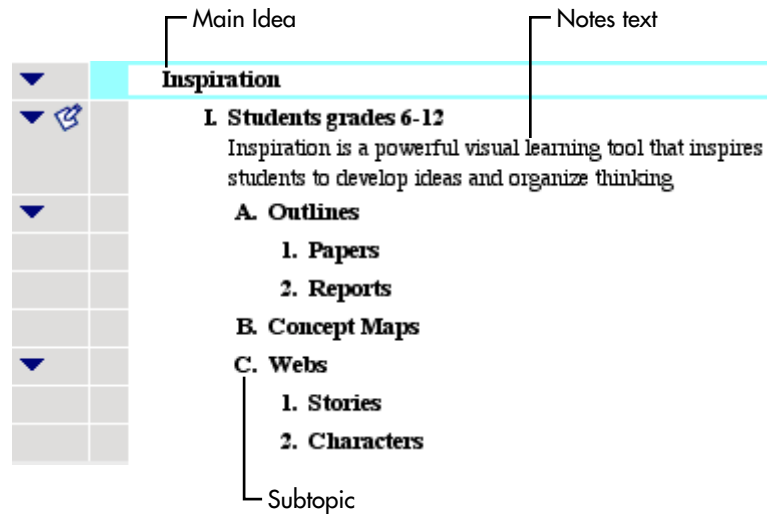 Main Idea Notes text
Inspiration
I. Students grades 6-12
Inspiration is a powerful visual learning tool that inspires
students to develop ideas and organize thinking
A. Outlines
1. Papers
2. Reports
B. Concept Maps
C. Webs
1. Stories
2. Characters
Subtopic